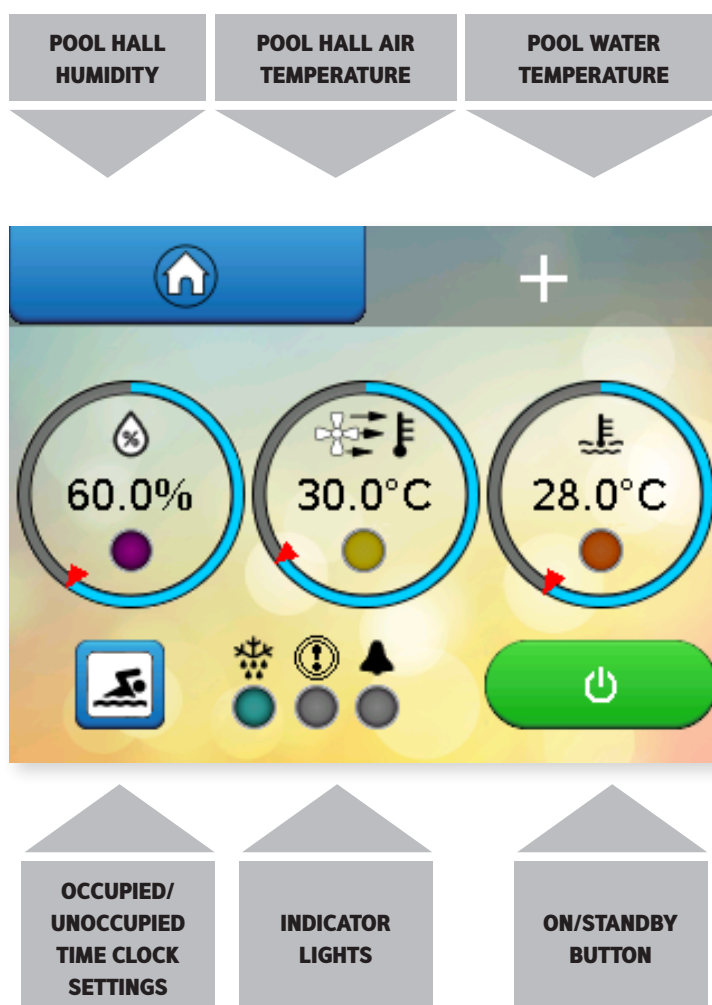 POOL HALL
HUMIDITY
POOL HALL AIR
TEMPERATURE
POOL WATER
TEMPERATURE
%
60.0%
30.0°C
28.0°C
OCCUPIED/
UNOCCUPIED
TIME CLOCK
SETTINGS
INDICATOR
LIGHTS
ON/STANDBY
BUTTON